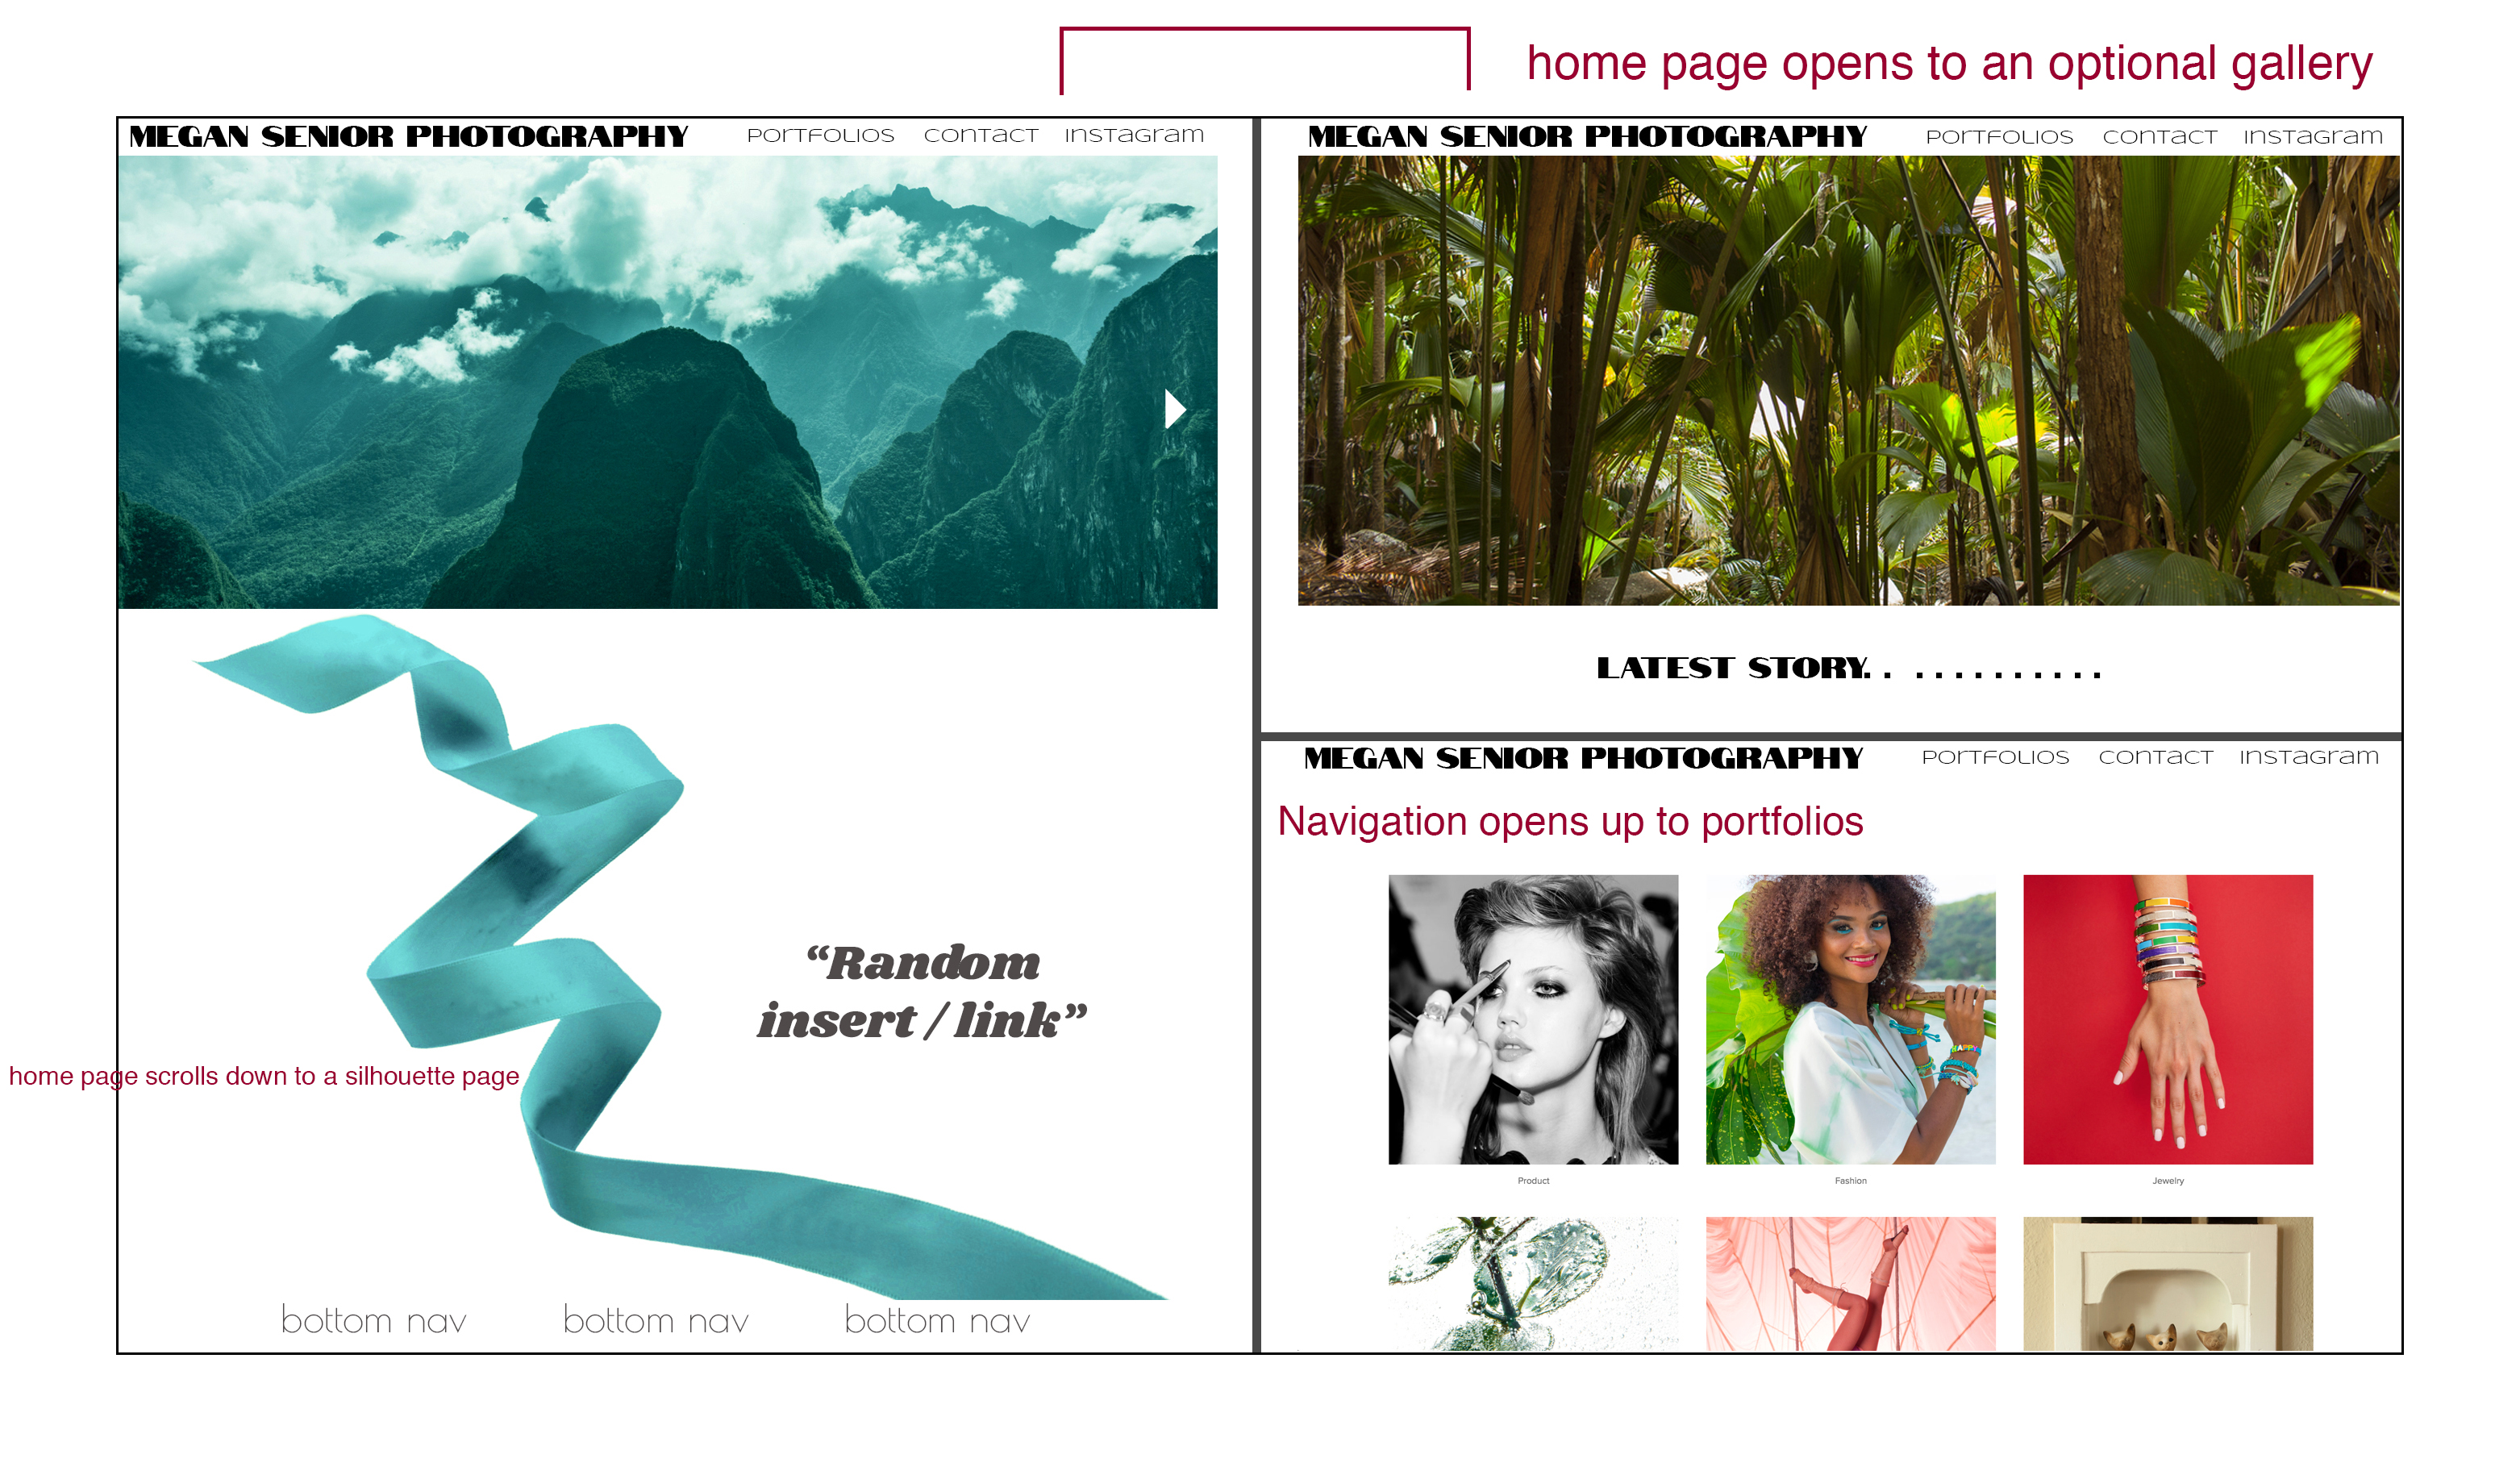 home page opens to an optional gallery
MEGAN SENIOR PHOTOGRAPHY PORTFOLIOS CONTACT INSTAGRAM
“Random
insert / link”
home page scrolls down to a silhouette page
bottom nav bottom nav bottom nav
MEGAN SENIOR PHOTOGRAPHY PORTFOLIOS CONTACT INSTAGRAM
LATEST STORY. . . . . . . . . . . .
MEGAN SENIOR PHOTOGRAPHY PORTFOLIOS CONTACT INSTAGRAM
Navigation opens up to portfolios
HAPPY
Product Fashion Jewelry